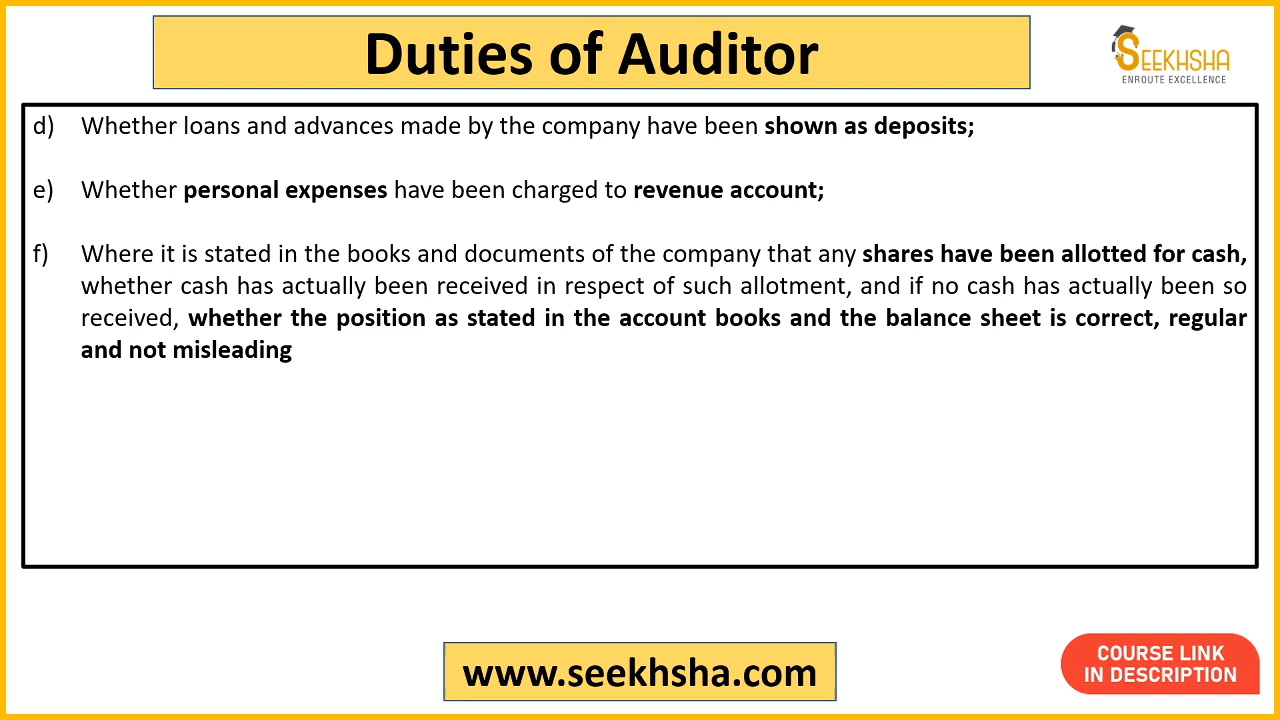 Duties of Auditor
SEEKHSHA
ENROUTE EXCELLENCE
d) Whether loans and advances made by the company have been shown as deposits;
e) Whether personal expenses have been charged to revenue account;
f) Where it is stated in the books and documents of the company that any shares have been allotted for cash,
whether cash has actually been received in respect of such allotment, and if no cash has actually been so
received, whether the position as stated in the account books and the balance sheet is correct, regular
and not misleading
www.seekhsha.com
COURSE LINK
IN DESCRIPTION